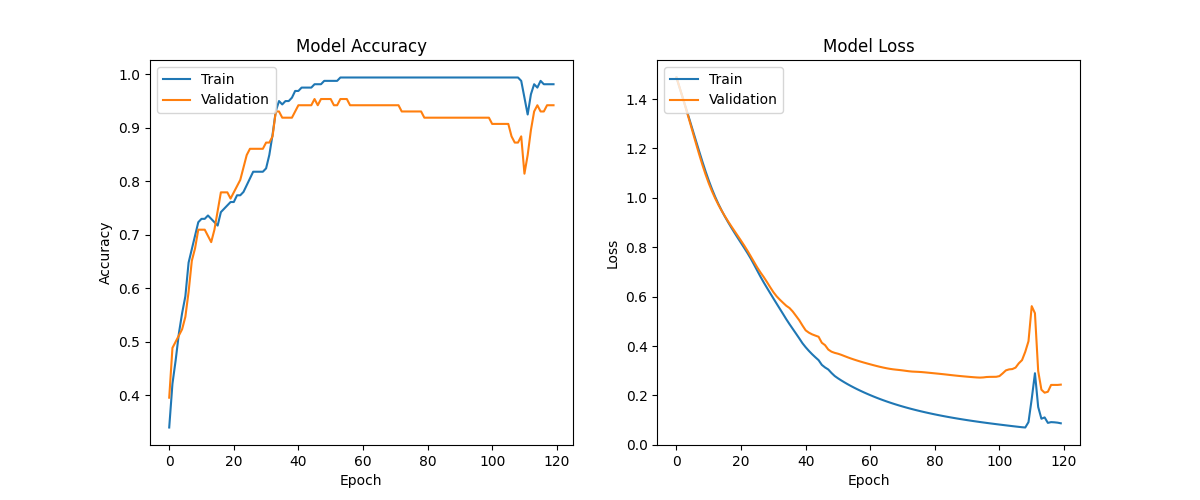 Model Accuracy
Train
Validation
1.0
0.9
0.8
0.7
0.6
0.5
0.4
Accuracy
0 20 40 60 80 100 120
Epoch
Model Loss
Train
Validation
1.4
1.2
1.0
0.8
0.6
0.4
0.2
0.0
Loss
0 20 40 60 80 100 120
Epoch